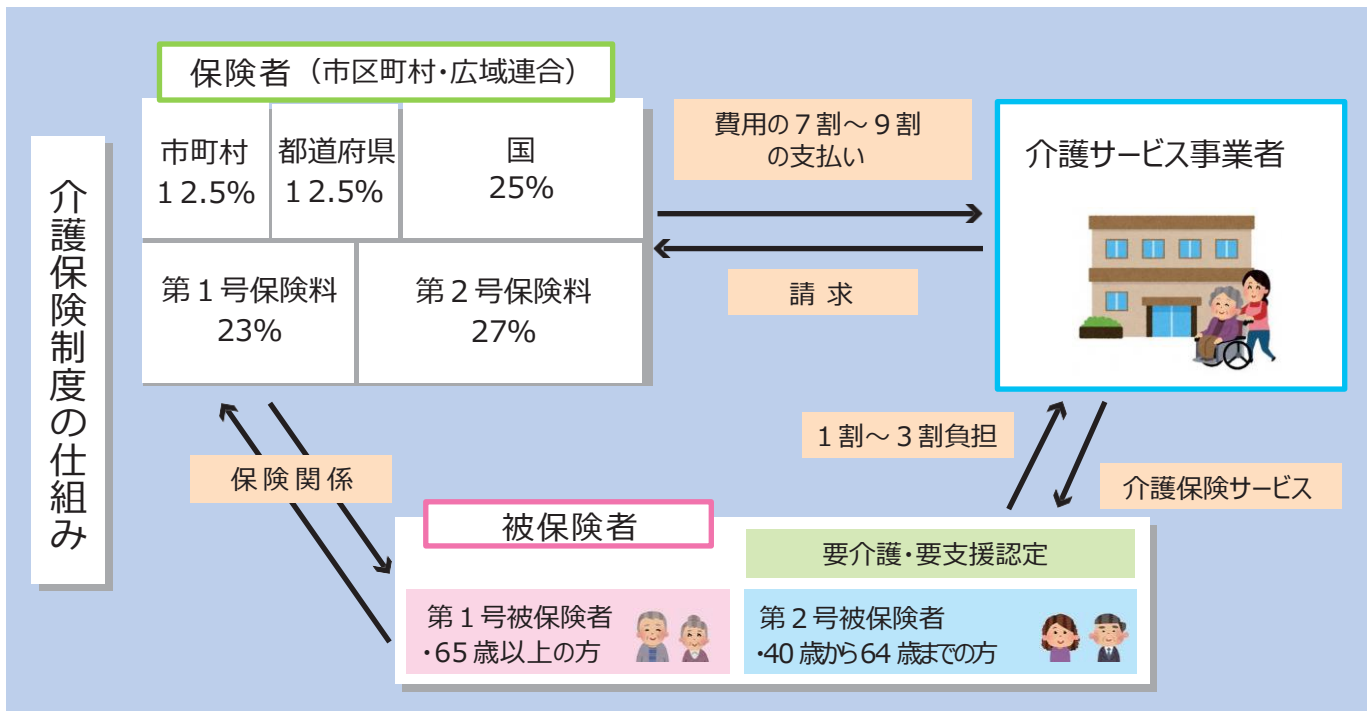 介護保険制度の仕組み
保険者（市区町村・広域連合）
市町村
１2.5%
都道府県
１2.5%
国
25%
第１号保険料
23%
第２号保険料
27%
費用の７割～９割
の支払い
請 求
介護サービス事業者
１割～３割負担
介護保険サービス
保 険 関 係
被保険者
要介護・要支援認定
第１号被保険者
・65 歳以上の方
第２号被保険者
・40 歳から 64 歳までの方